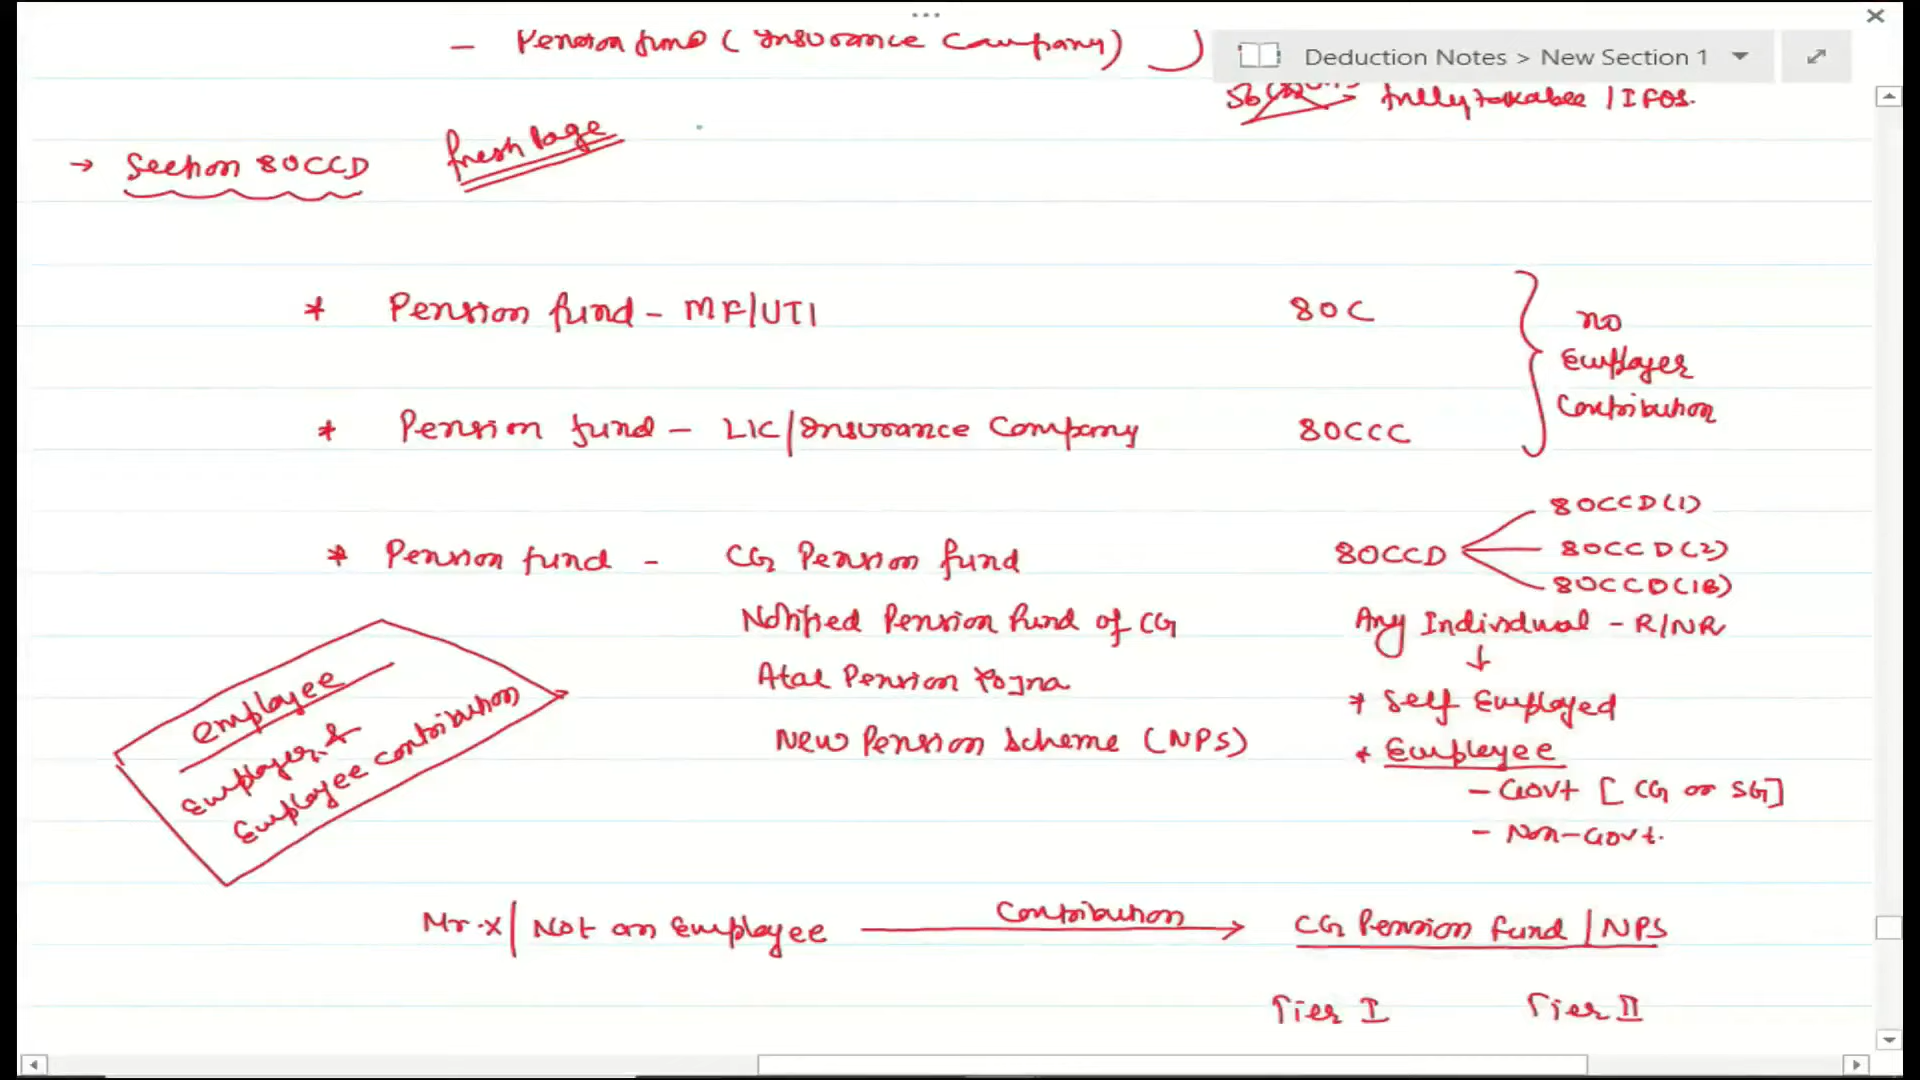 - Pension fund (Insurance Company)
Deduction Notes > New Section 1
fully taxable / IFOS.
→ Section 80CCD fresh page
* Pension fund - MF/UTI 80C
no
Employer
Contribution
* Pension fund - LIC/Insurance Company 80CCC
* Pension fund - CG Pension fund 80CCD
80CCD(1)
80CCD(2)
80CCD(1B)
Notified Pension Fund of CG
Any Individual - R/NR
Atal Pension Yojna
* Self Employed
New Pension Scheme (NPS)
* Employee
- Govt [CG or SG]
- Non-Govt.
employee
Employer &
Employee contribution
Mr. X | Not an Employee Contribution → CG Pension fund / NPS
Tier I Tier II